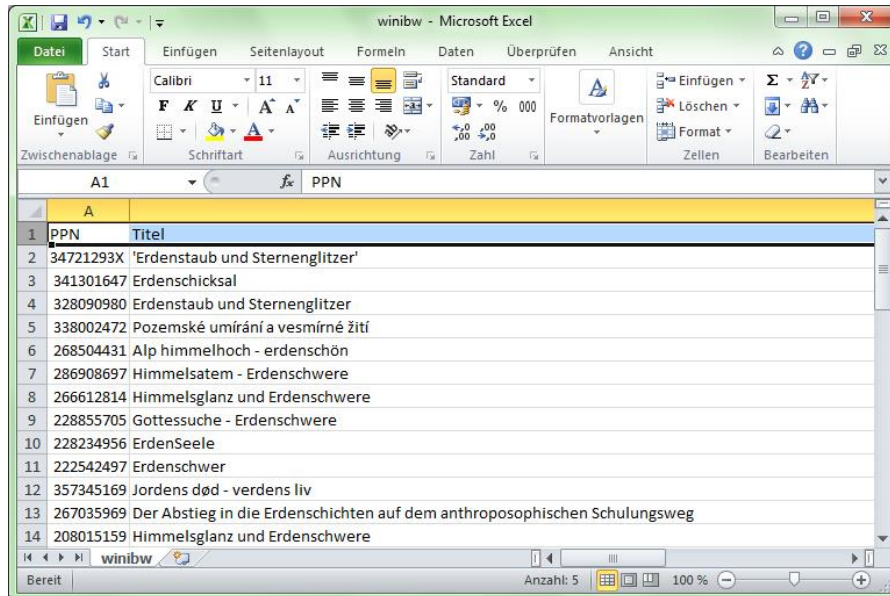 winibw - Microsoft Excel
Datei Start Einfügen Seitenlayout Formeln Daten Überprüfen Ansicht
Einfügen
Calibri 11
F K U A A
Standard
% 000
Formatvorlagen
Einfügen
Löschen
Format
Σ
Zwischenablage Schriftart Ausrichtung Zahl Zellen Bearbeiten
A1 fx PPN
A
1 PPN Titel
2 34721293X 'Erdenstaub und Sternenglitzer'
3 341301647 Erdenschicksal
4 328090980 Erdenstaub und Sternenglitzer
5 338002472 Pozemské umírání a vesmírné žití
6 268504431 Alp himmelhoch - erdenschön
7 286908697 Himmelsatem - Erdenschwere
8 266612814 Himmelsglanz und Erdenschwere
9 228855705 Gottessuche - Erdenschwere
10 228234956 ErdenSeele
11 222542497 Erdenschwer
12 357345169 Jordens død - verdens liv
13 267035969 Der Abstieg in die Erdenschichten auf dem anthroposophischen Schulungsweg
14 208015159 Himmelsglanz und Erdenschwere
winibw
Bereit Anzahl: 5 100 %